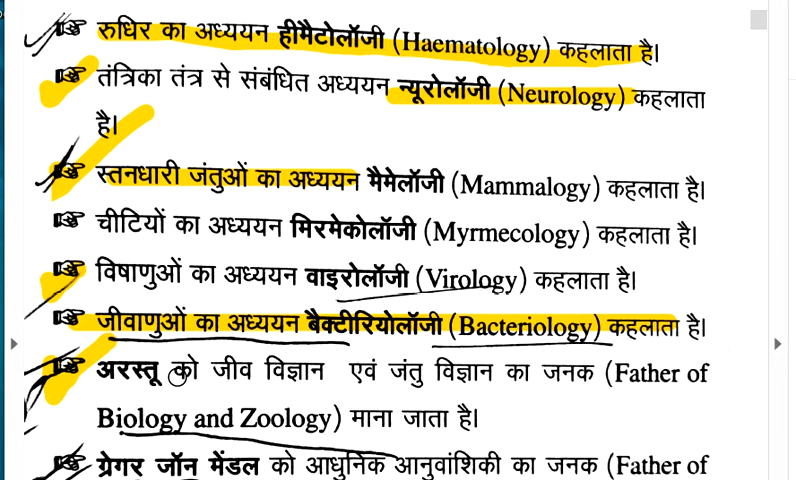 रुधिर का अध्ययन हीमैटोलॉजी (Haematology) कहलाता है।
तंत्रिका तंत्र से संबंधित अध्ययन न्यूरोलॉजी (Neurology) कहलाता
है।
स्तनधारी जंतुओं का अध्ययन मैमेलॉजी (Mammalogy) कहलाता है।
चीटियों का अध्ययन मिरमेकोलॉजी (Myrmecology) कहलाता है।
विषाणुओं का अध्ययन वाइरोलॉजी (Virology) कहलाता है।
जीवाणुओं का अध्ययन बैक्टीरियोलॉजी (Bacteriology) कहलाता है।
अरस्तू को जीव विज्ञान एवं जंतु विज्ञान का जनक (Father of
Biology and Zoology) माना जाता है।
ग्रेगर जॉन मेंडल को आधुनिक आनुवांशिकी का जनक (Father of